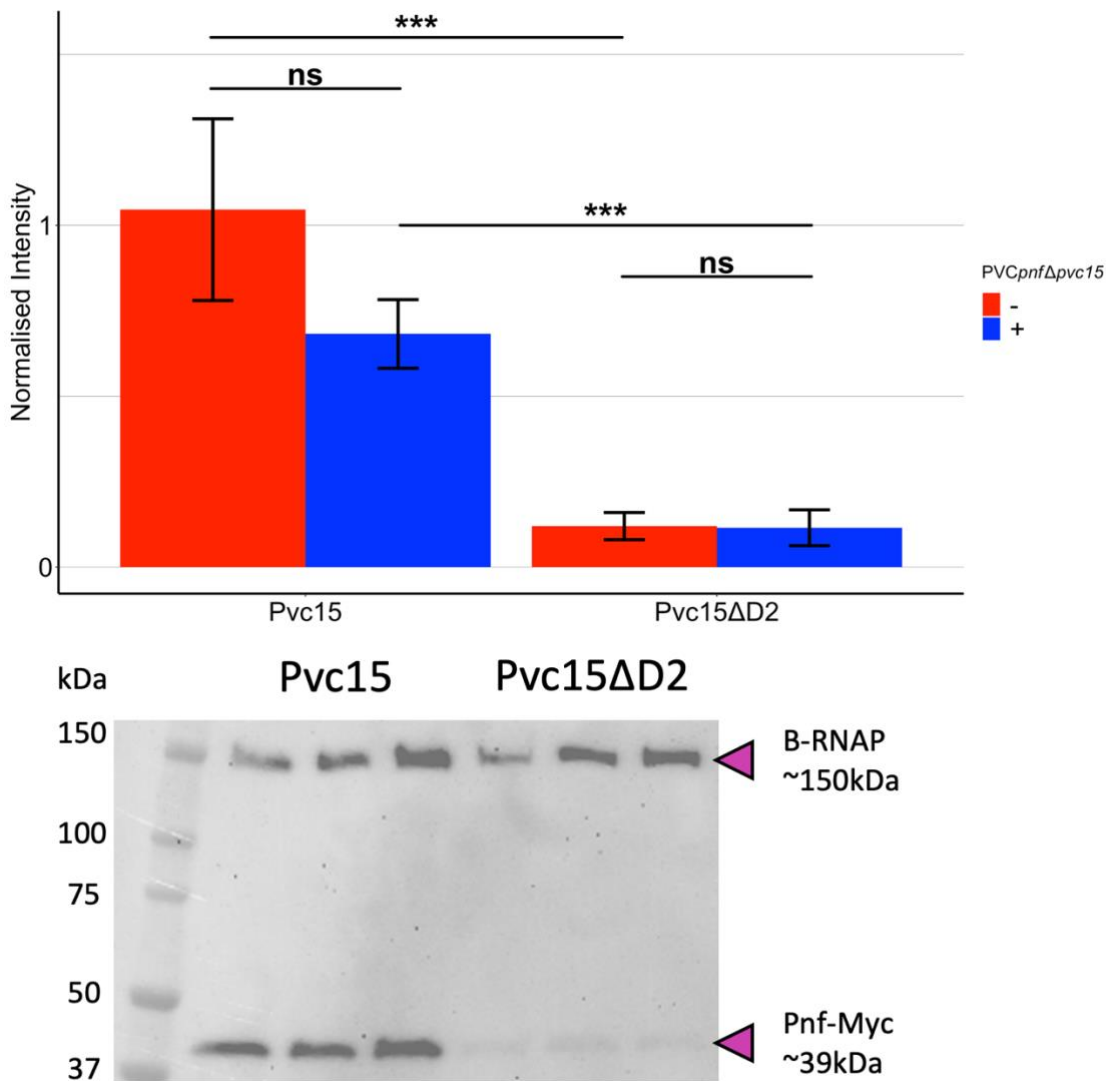 ***
ns
***
ns
Normalised Intensity
1
0
Pvc15
Pvc15ΔD2
PVCpnfΔpvc15
-
+
kDa
Pvc15
Pvc15ΔD2
150
100
75
50
37
B-RNAP
~150kDa
Pnf-Myc
~39kDa